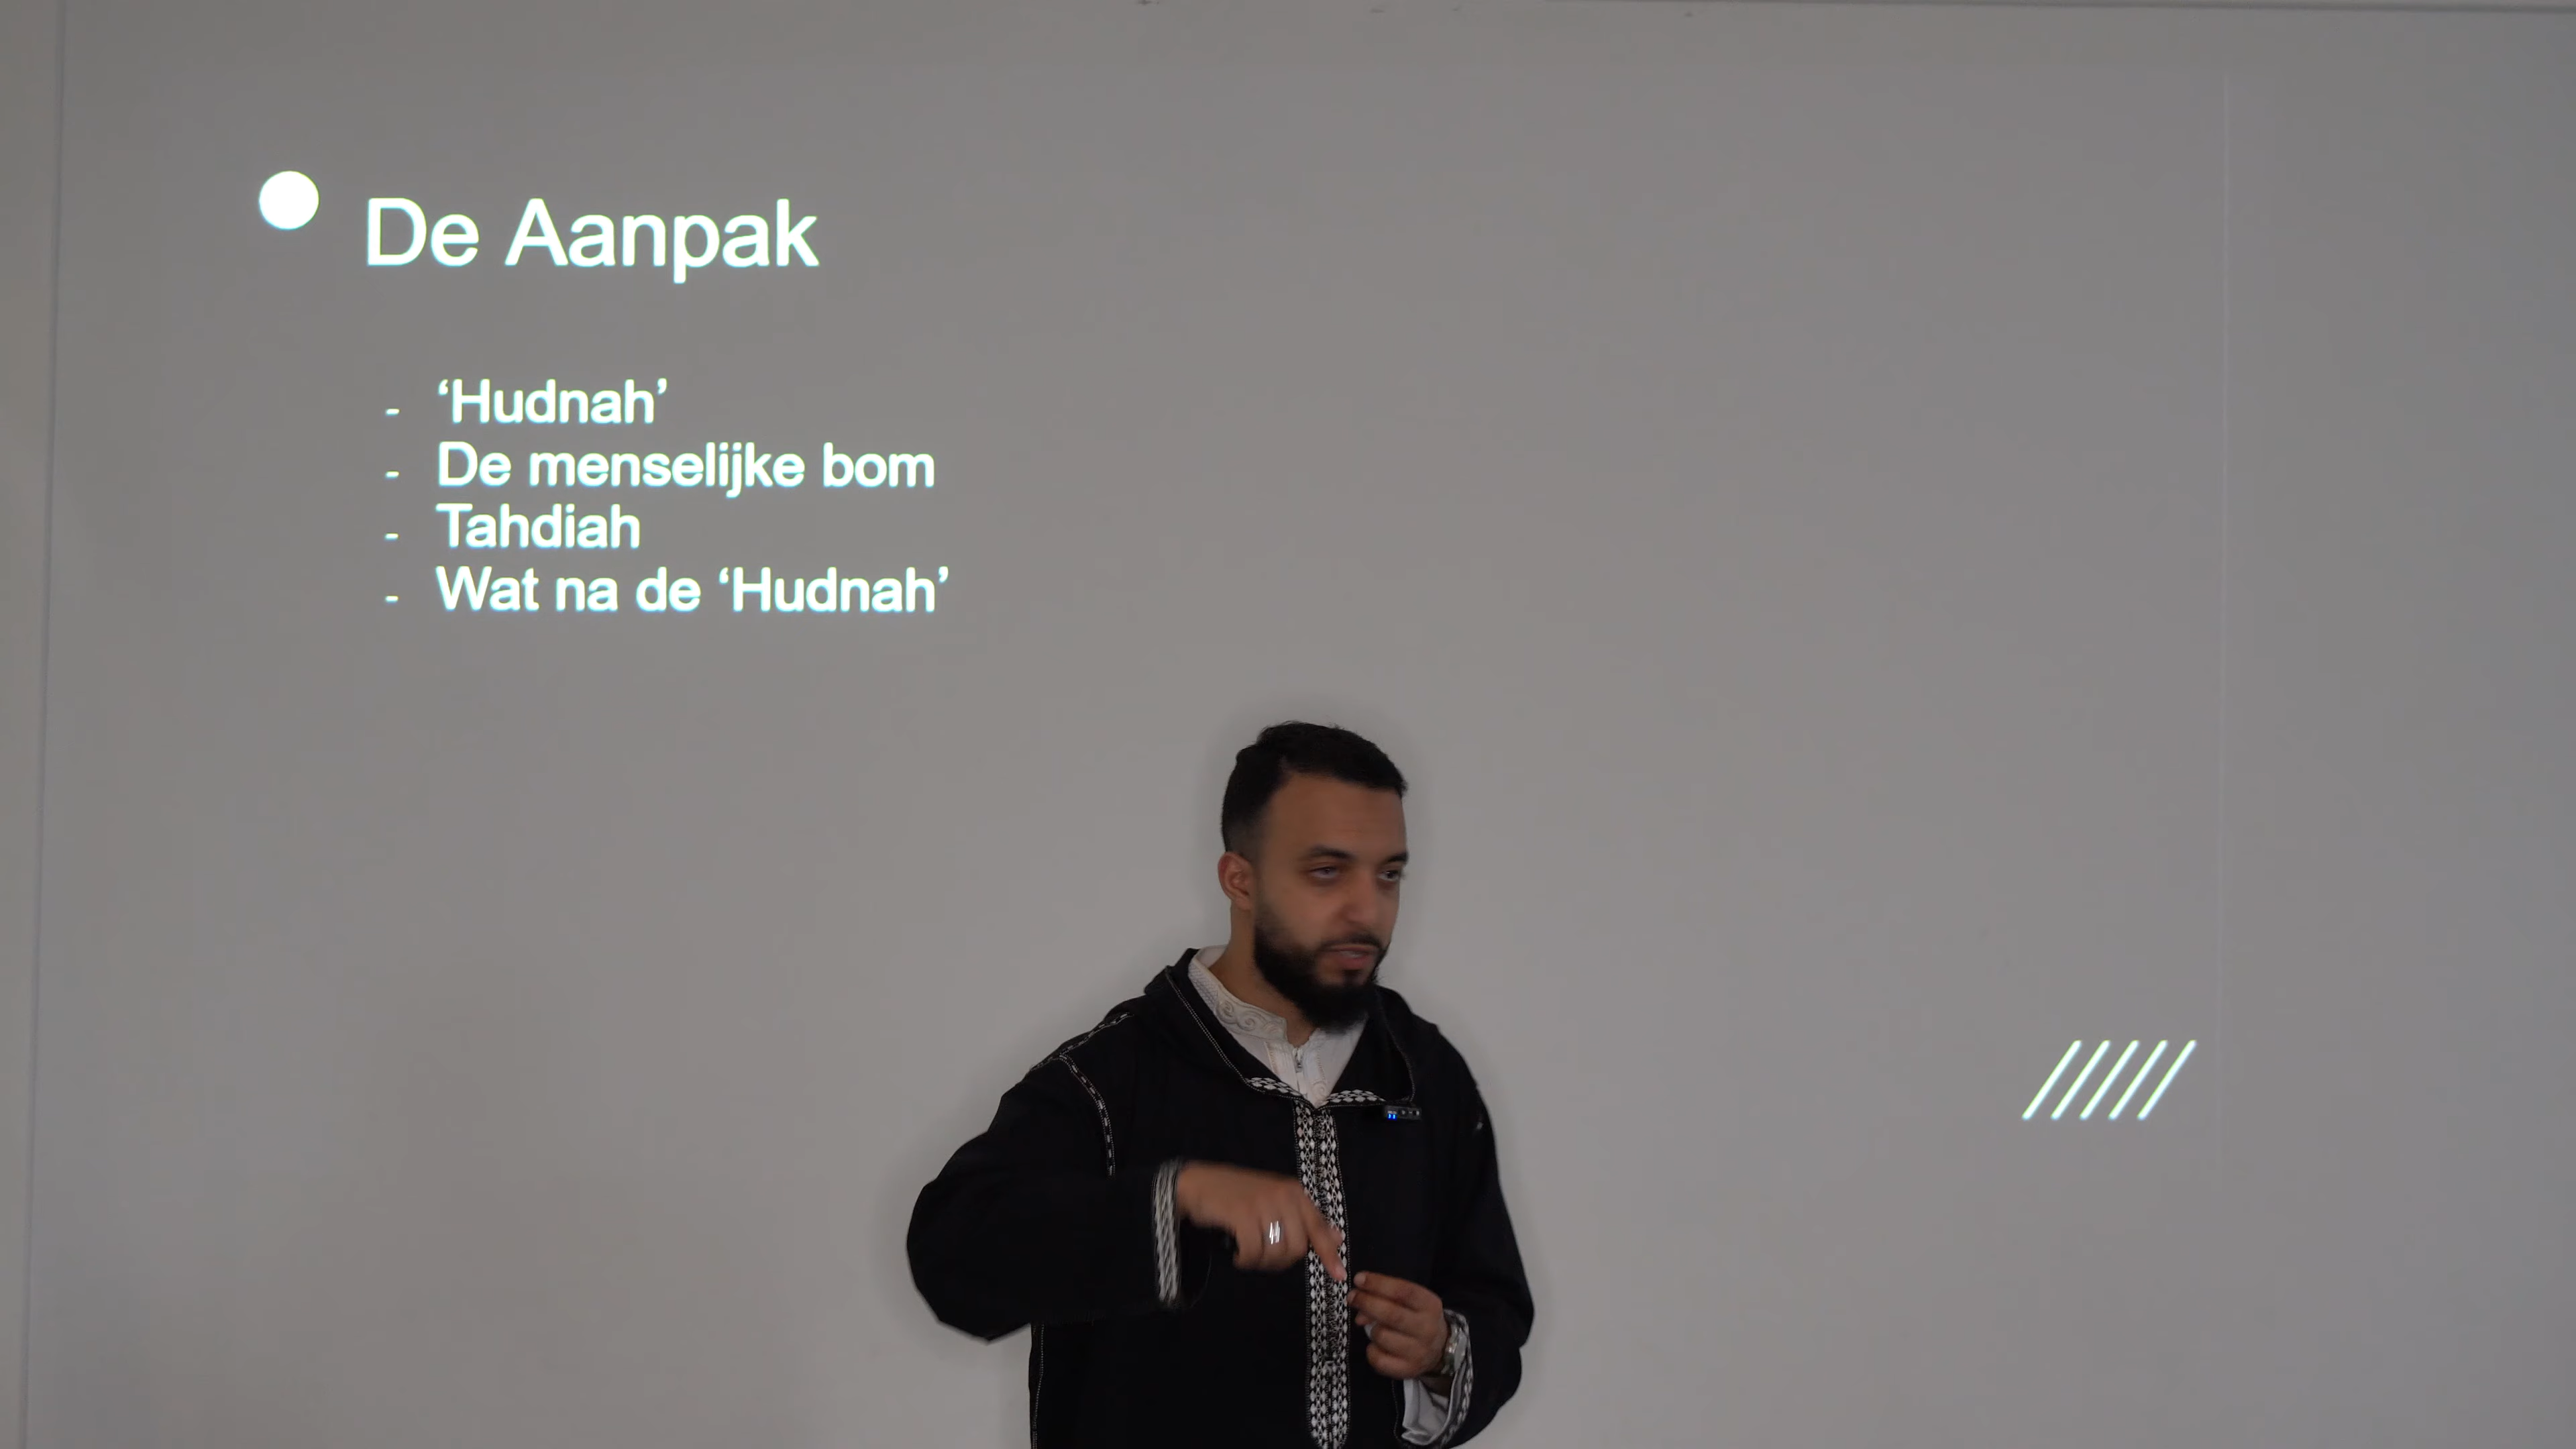 De Aanpak
- ‘Hudnah’
- De menselijke bom
- Tahdiah
- Wat na de ‘Hudnah’